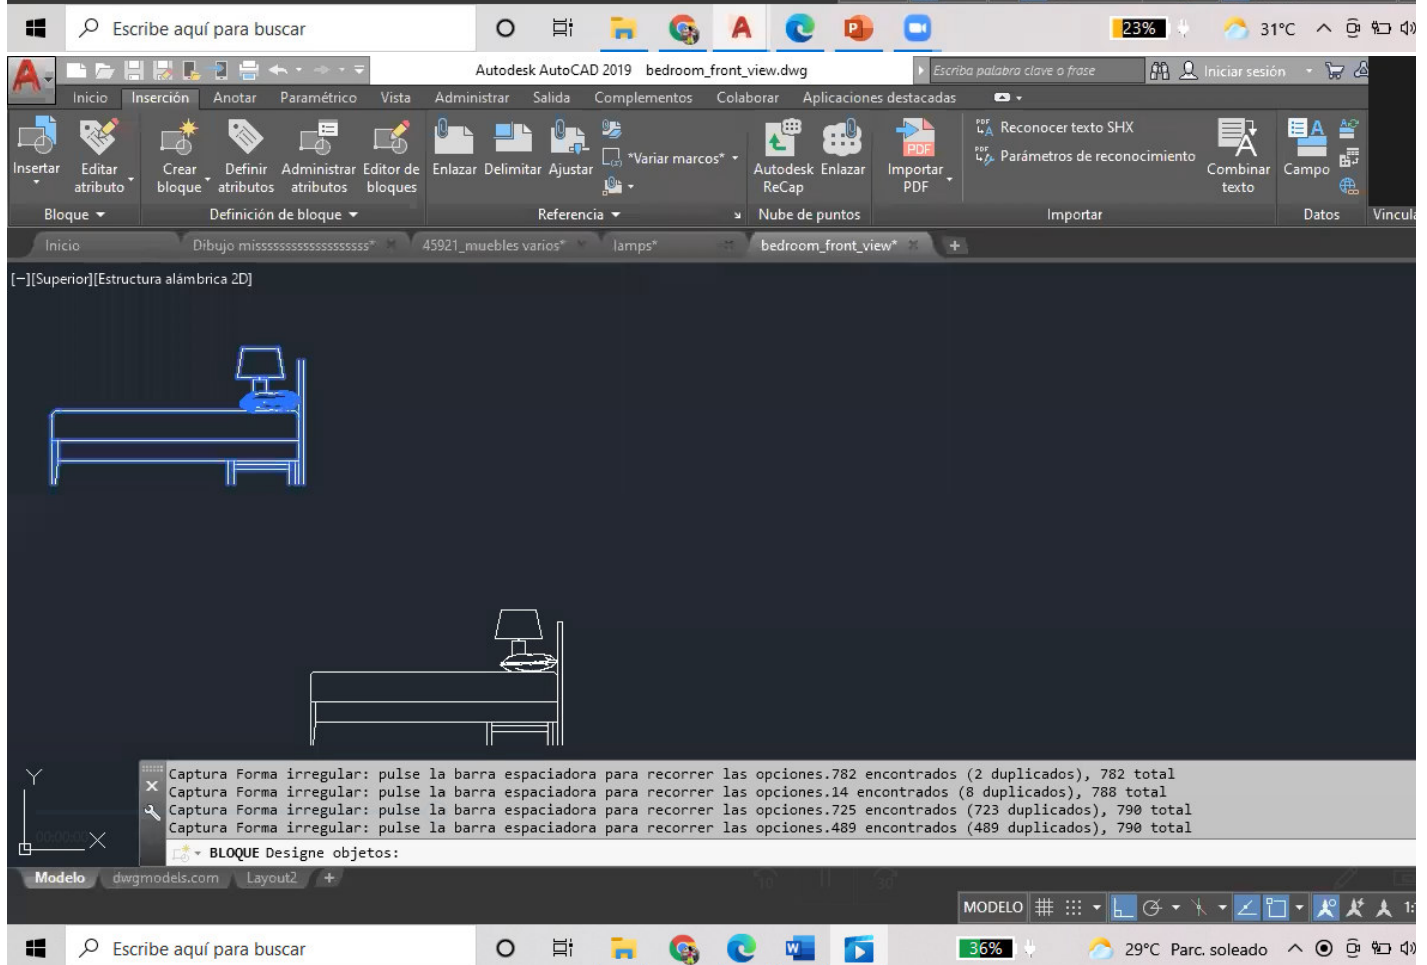 Escribe aquí para buscar
23%
31°C
Autodesk AutoCAD 2019 bedroom_front_view.dwg
Escriba palabra clave o frase
Iniciar sesión
Inicio Inserción Anotar Paramétrico Vista Administrar Salida Complementos Colaborar Aplicaciones destacadas
Insertar
Editar atributo
Crear bloque
Definir atributos
Administrar atributos
Editor de bloques
Enlazar Delimitar Ajustar
*Variar marcos*
Autodesk ReCap
Enlazar
PDF
Importar PDF
Reconocer texto SHX
Parámetros de reconocimiento
Combinar texto
Campo
Bloque
Definición de bloque
Referencia
Nube de puntos
Importar
Datos
Vincula
Inicio
Dibujo missssssssssssssssssss*
45921_muebles varios*
lamps*
bedroom_front_view*
[−][Superior][Estructura alámbrica 2D]
Y
X
00:00:00
Captura Forma irregular: pulse la barra espaciadora para recorrer las opciones.782 encontrados (2 duplicados), 782 total
Captura Forma irregular: pulse la barra espaciadora para recorrer las opciones.14 encontrados (8 duplicados), 788 total
Captura Forma irregular: pulse la barra espaciadora para recorrer las opciones.725 encontrados (723 duplicados), 790 total
Captura Forma irregular: pulse la barra espaciadora para recorrer las opciones.489 encontrados (489 duplicados), 790 total
BLOQUE Designe objetos:
Modelo dwgmodels.com Layout2 +
10
30
MODELO
1:
Escribe aquí para buscar
36%
29°C Parc. soleado